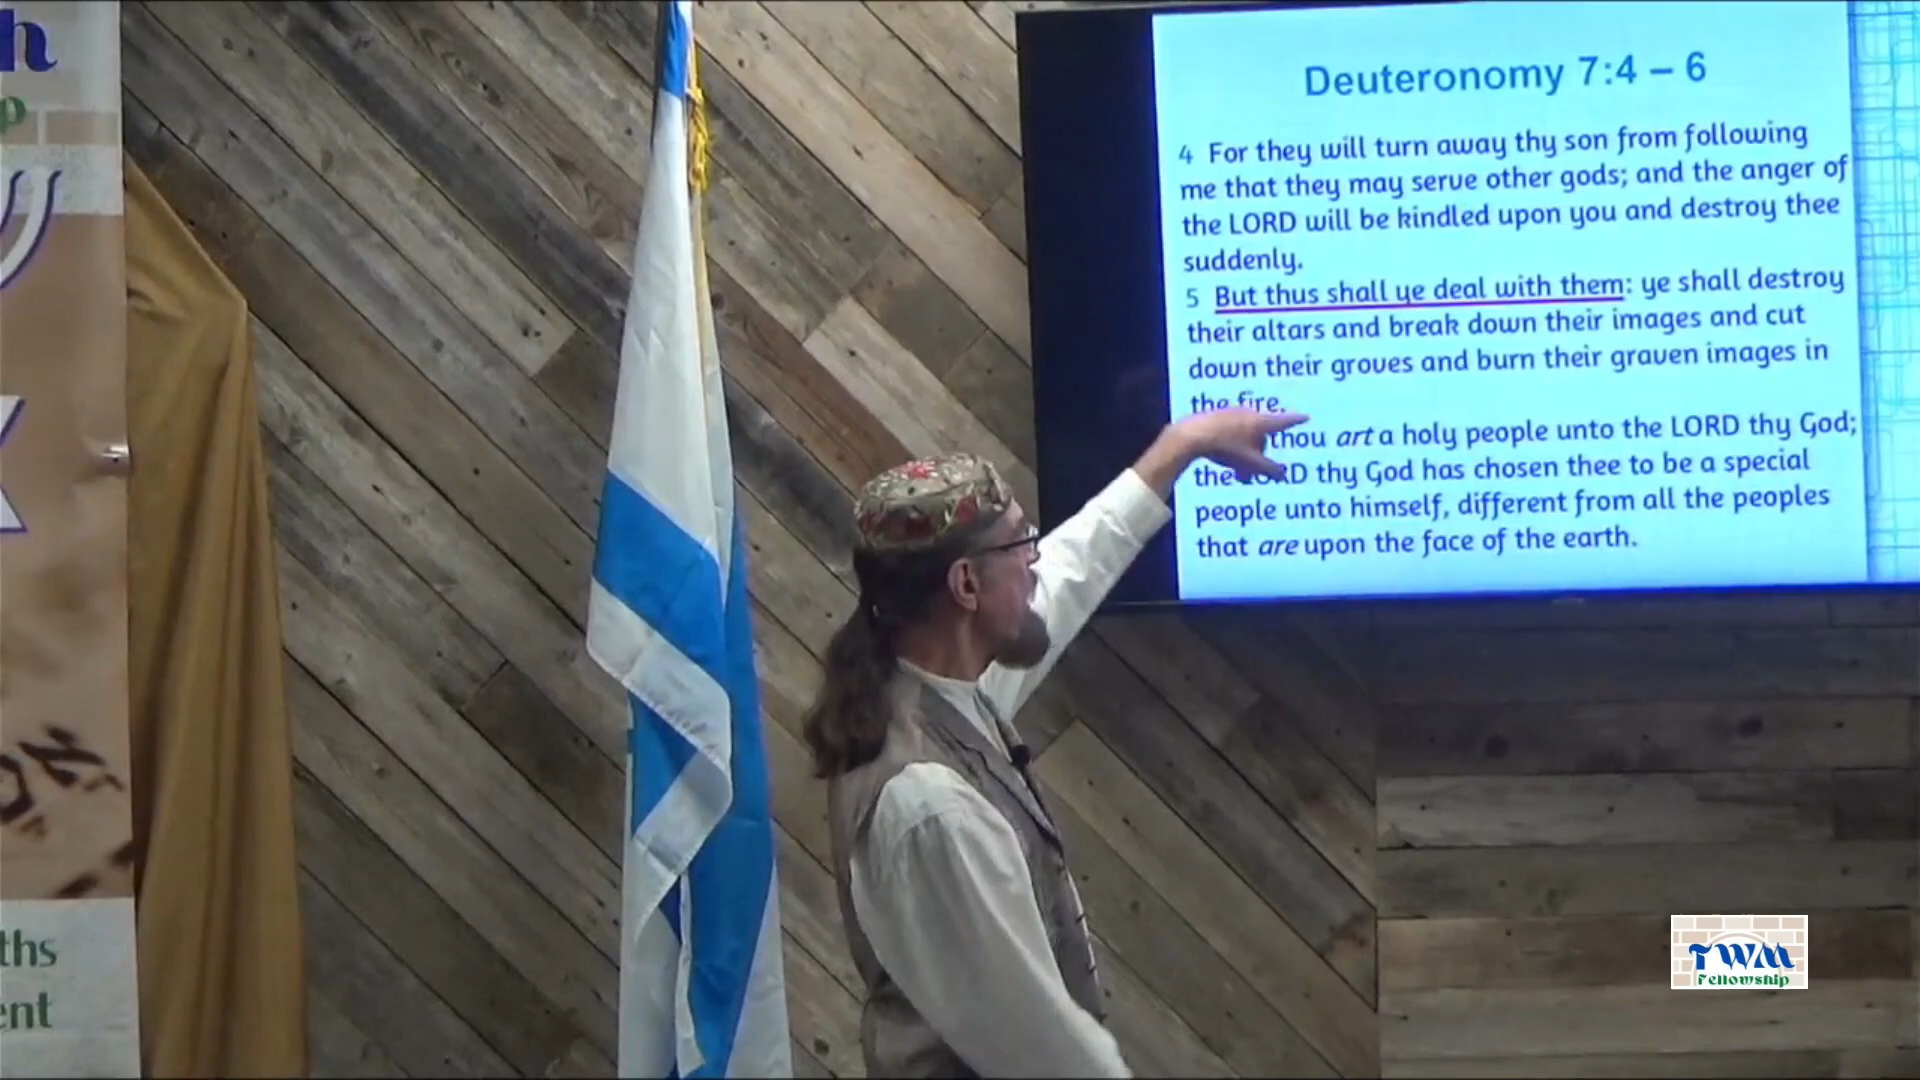 h
p
ש
א
ths
ent
Deuteronomy 7:4 – 6
4 For they will turn away thy son from following
me that they may serve other gods; and the anger of
the LORD will be kindled upon you and destroy thee
suddenly.
5 But thus shall ye deal with them: ye shall destroy
their altars and break down their images and cut
down their groves and burn their graven images in
the fire.
thou art a holy people unto the LORD thy God;
the LORD thy God has chosen thee to be a special
people unto himself, different from all the peoples
that are upon the face of the earth.
TWM
Fellowship